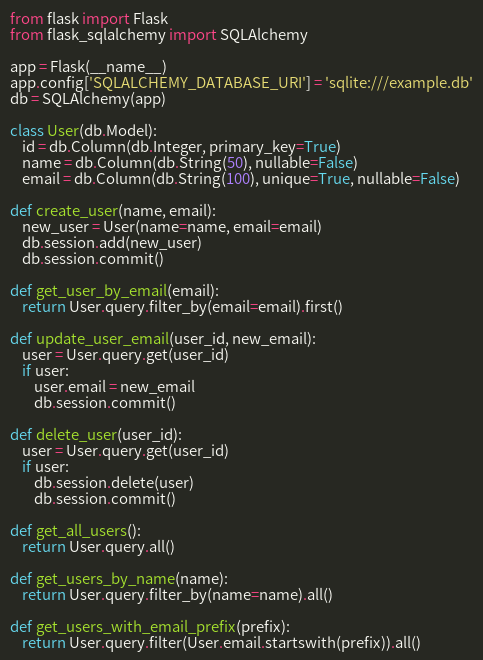 from flask import Flask
from flask_sqlalchemy import SQLAlchemy

app = Flask(__name__)
app.config['SQLALCHEMY_DATABASE_URI'] = 'sqlite:///example.db'
db = SQLAlchemy(app)

class User(db.Model):
    id = db.Column(db.Integer, primary_key=True)
    name = db.Column(db.String(50), nullable=False)
    email = db.Column(db.String(100), unique=True, nullable=False)

def create_user(name, email):
    new_user = User(name=name, email=email)
    db.session.add(new_user)
    db.session.commit()

def get_user_by_email(email):
    return User.query.filter_by(email=email).first()

def update_user_email(user_id, new_email):
    user = User.query.get(user_id)
    if user:
        user.email = new_email
        db.session.commit()

def delete_user(user_id):
    user = User.query.get(user_id)
    if user:
        db.session.delete(user)
        db.session.commit()

def get_all_users():
    return User.query.all()

def get_users_by_name(name):
    return User.query.filter_by(name=name).all()

def get_users_with_email_prefix(prefix):
    return User.query.filter(User.email.startswith(prefix)).all()